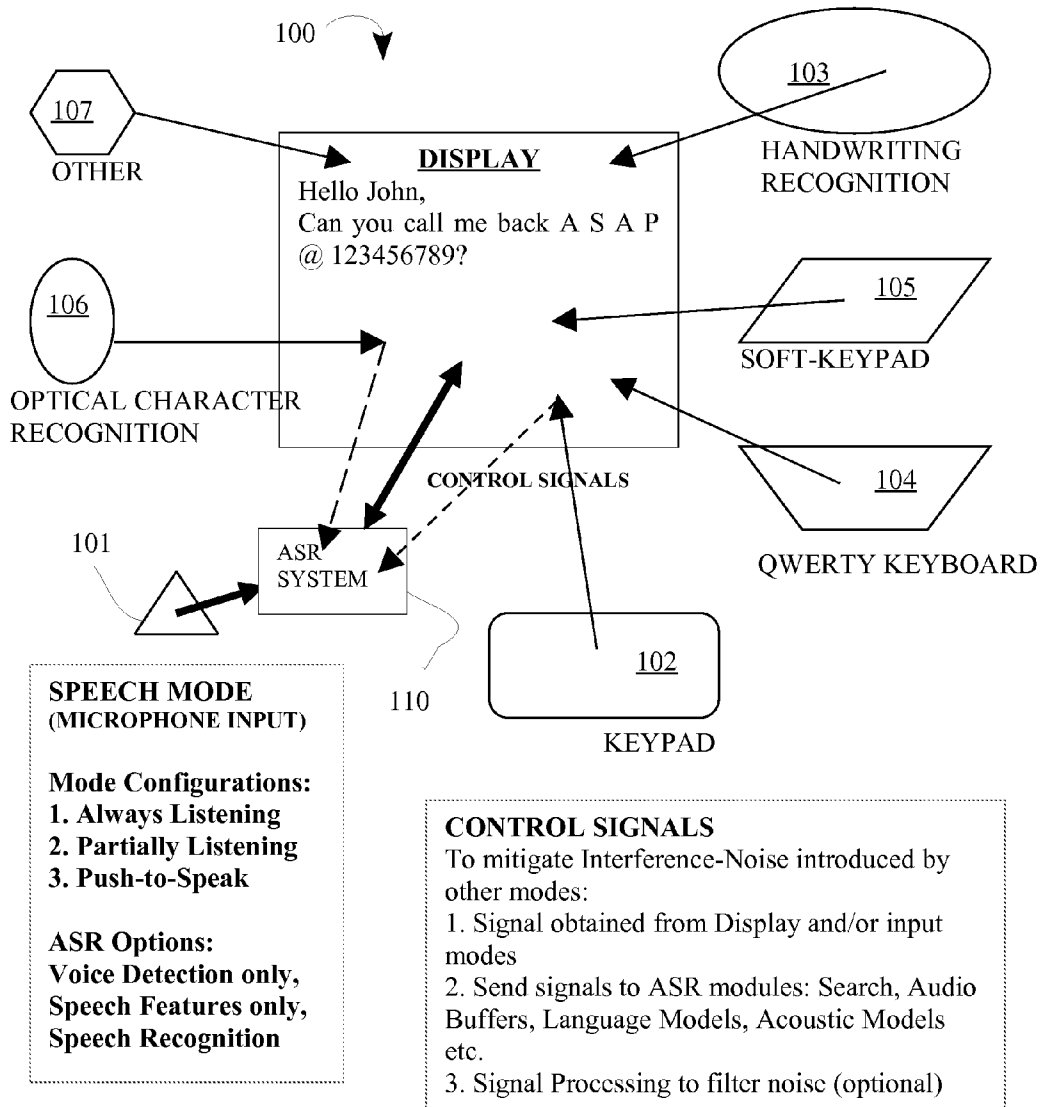 100
107
OTHER
103
HANDWRITING
RECOGNITION
DISPLAY
Hello John,
Can you call me back A S A P
@ 123456789?
106
OPTICAL CHARACTER
RECOGNITION
105
SOFT-KEYPAD
104
QWERTY KEYBOARD
CONTROL SIGNALS
101
ASR
SYSTEM
110
102
KEYPAD
SPEECH MODE
(MICROPHONE INPUT)
Mode Configurations:
1. Always Listening
2. Partially Listening
3. Push-to-Speak
ASR Options:
Voice Detection only,
Speech Features only,
Speech Recognition
CONTROL SIGNALS
To mitigate Interference-Noise introduced by
other modes:
1. Signal obtained from Display and/or input
modes
2. Send signals to ASR modules: Search, Audio
Buffers, Language Models, Acoustic Models
etc.
3. Signal Processing to filter noise (optional)